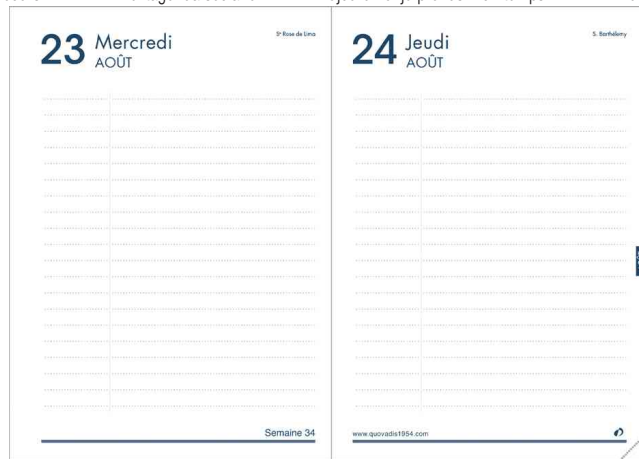 23 Mercredi
AOÛT
Ste Rose de Lima
24 Jeudi
AOÛT
S. Barthélemy
Semaine 34
www.quovadis1954.com